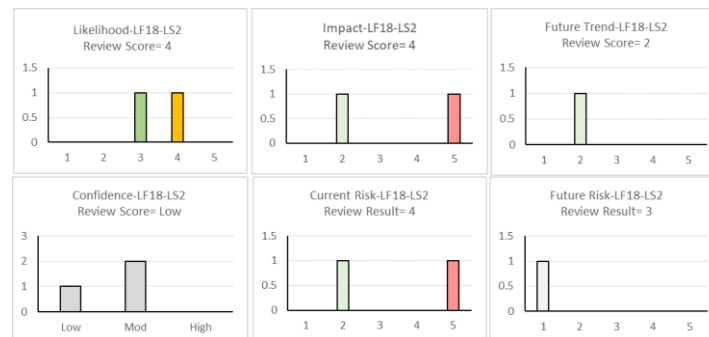 Likelihood-LF18-LS2
Review Score= 4
1.5
1
0.5
0
1 2 3 4 5
Impact-LF18-LS2
Review Score= 4
1.5
1
0.5
0
1 2 3 4 5
Future Trend-LF18-LS2
Review Score= 2
1.5
1
0.5
0
1 2 3 4 5
Confidence-LF18-LS2
Review Score= Low
3
2
1
0
Low Mod High
Current Risk-LF18-LS2
Review Result= 4
1.5
1
0.5
0
1 2 3 4 5
Future Risk-LF18-LS2
Review Result= 3
1.5
1
0.5
0
1 2 3 4 5